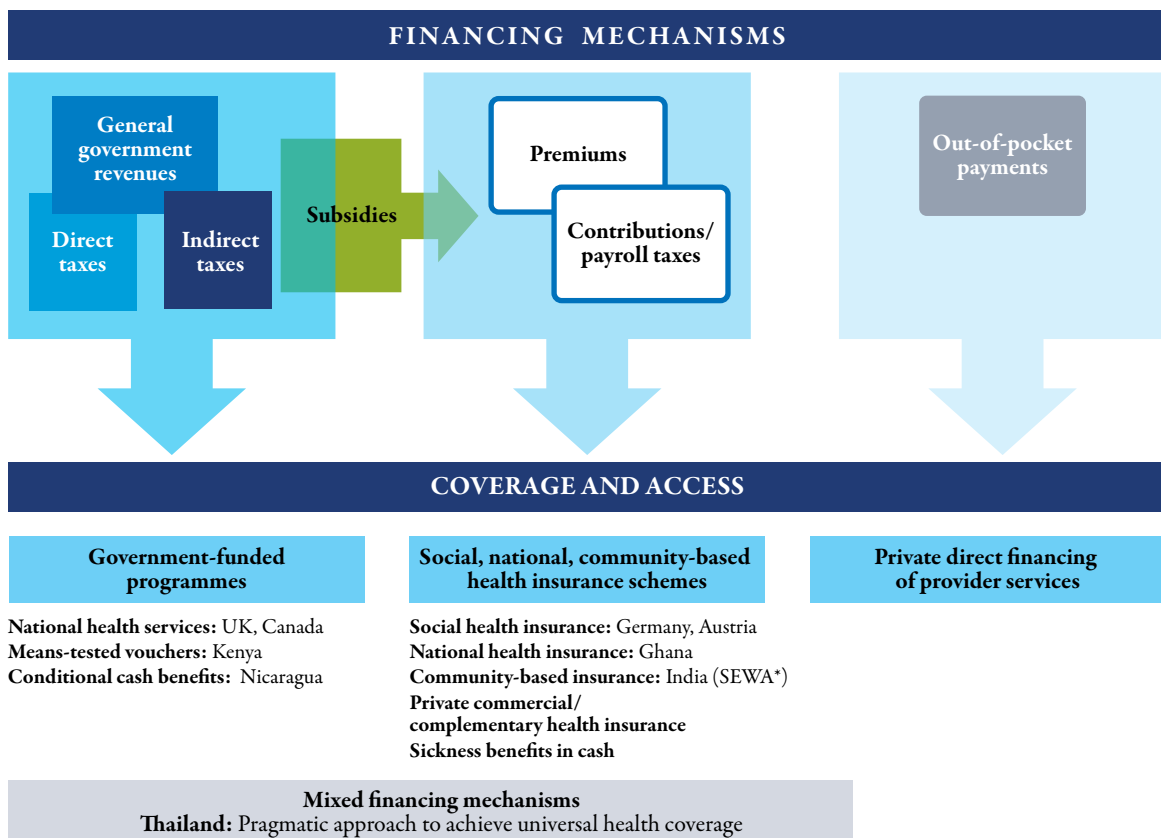 FINANCING MECHANISMS
General
government
revenues
Direct
taxes
Indirect
taxes
Subsidies
Premiums
Contributions/
payroll taxes
Out-of-pocket
payments
COVERAGE AND ACCESS
Government-funded
programmes
National health services: UK, Canada
Means-tested vouchers: Kenya
Conditional cash benefits: Nicaragua
Social, national, community-based
health insurance schemes
Social health insurance: Germany, Austria
National health insurance: Ghana
Community-based insurance: India (SEWA*)
Private commercial/
complementary health insurance
Sickness benefits in cash
Private direct financing
of provider services
Mixed financing mechanisms
Thailand: Pragmatic approach to achieve universal health coverage